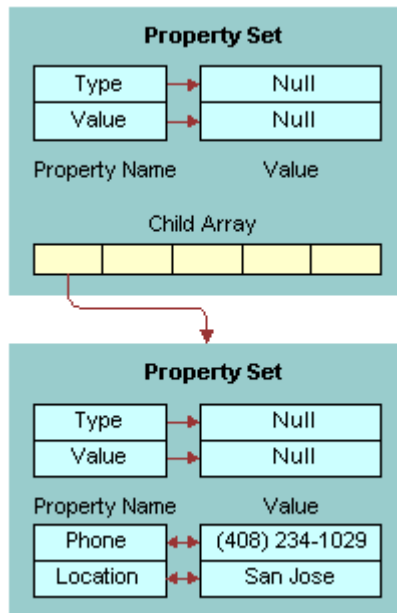 Property Set
Type Null
Value Null
Property Name Value
Child Array
Property Set
Type Null
Value Null
Property Name Value
Phone (408) 234-1029
Location San Jose